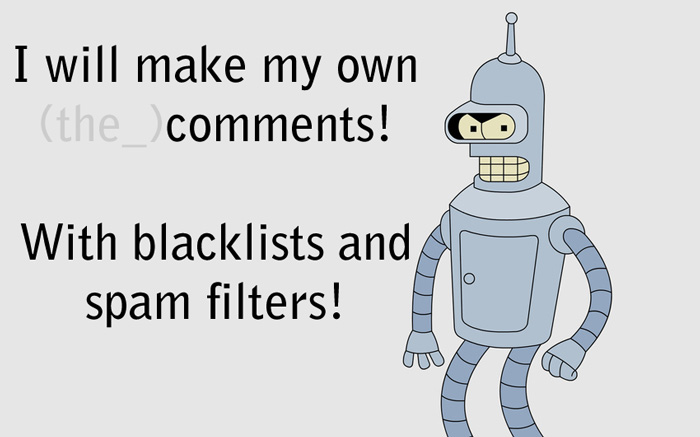 I will make my own
(the_)comments!
With blacklists and
spam filters!